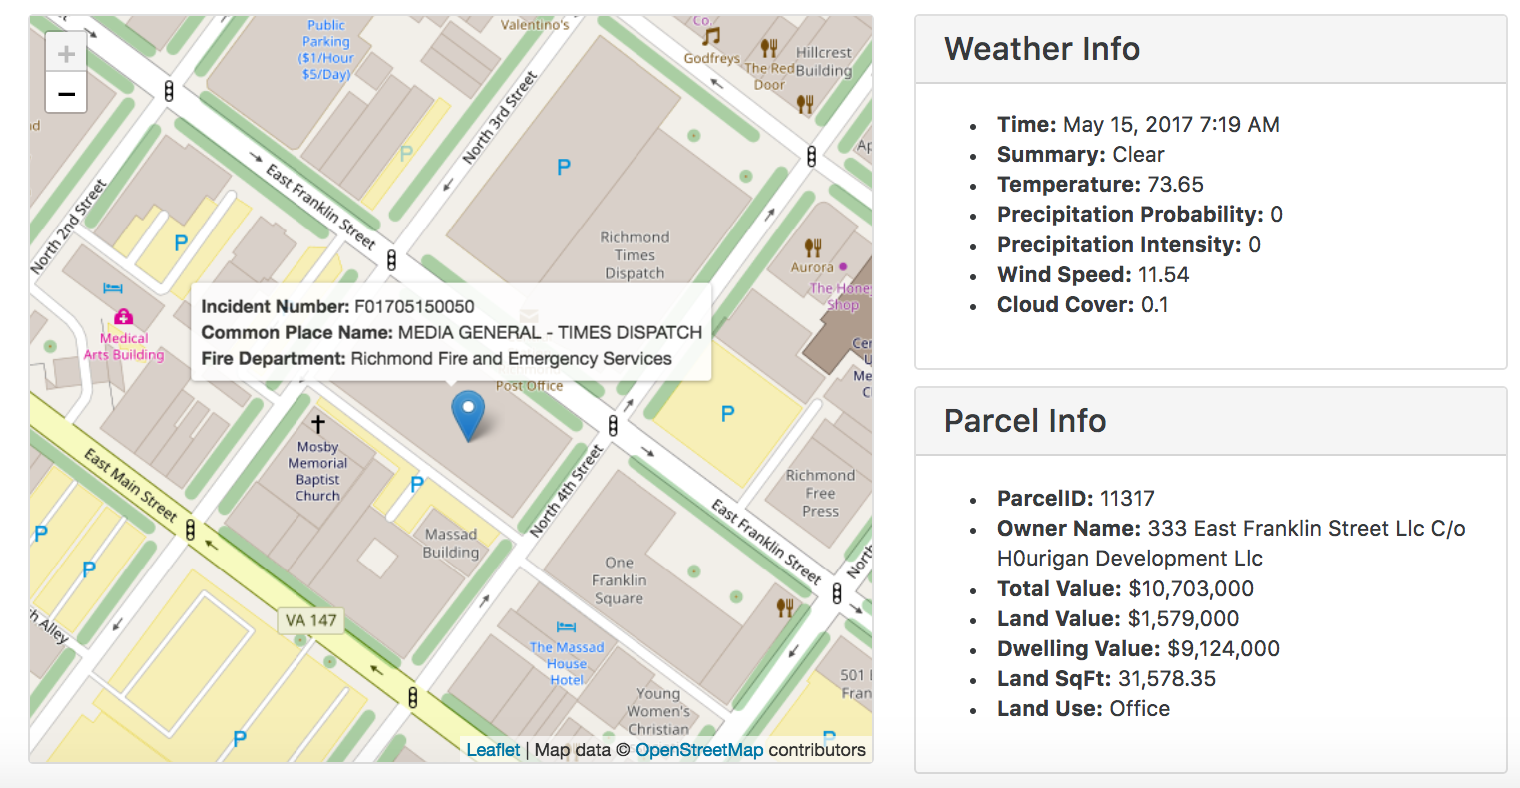 Public
Parking
($1/Hour
$5/Day)
Valentino's
Co.
Godfreys
The Red
Door
Hillcrest
Building
+
−
North 3rd Street
East Franklin Street
North 2nd Street
P
P
P
Richmond
Times
Dispatch
Aurora
The Honey
Shop
Medical
Arts Building
Incident Number: F01705150050
Common Place Name: MEDIA GENERAL - TIMES DISPATCH
Fire Department: Richmond Fire and Emergency Services
Post Office
P
Mosby
Memorial
Baptist
Church
P
East Main Street
North 4th Street
Richmond
Free
Press
East Franklin Street
Massad
Building
One
Franklin
Square
P
P
VA 147
h Alley
The Massad
House
Hotel
Young
Women's
Christian
501
Fran
P
P
Leaflet | Map data © OpenStreetMap contributors
Weather Info
Time: May 15, 2017 7:19 AM
Summary: Clear
Temperature: 73.65
Precipitation Probability: 0
Precipitation Intensity: 0
Wind Speed: 11.54
Cloud Cover: 0.1
Parcel Info
ParcelID: 11317
Owner Name: 333 East Franklin Street Llc C/o
H0urigan Development Llc
Total Value: $10,703,000
Land Value: $1,579,000
Dwelling Value: $9,124,000
Land SqFt: 31,578.35
Land Use: Office